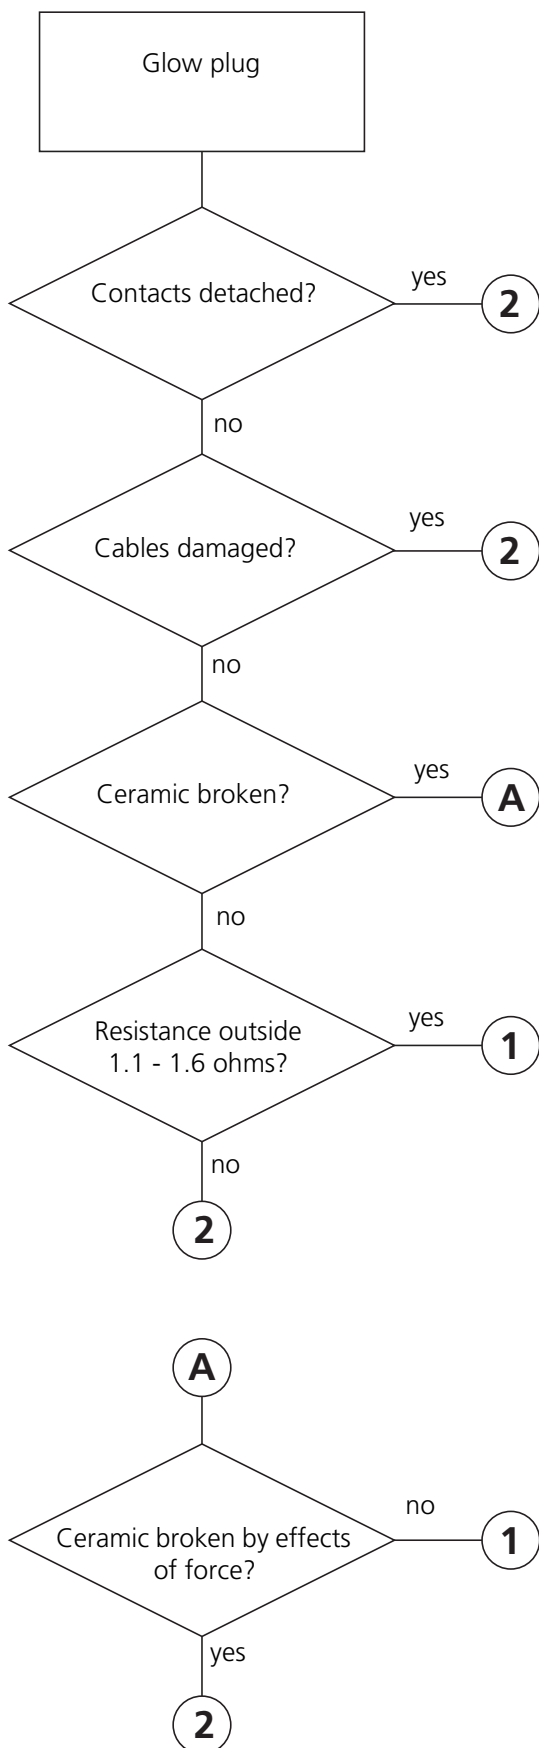 Glow plug
Contacts detached?
yes
2
no
Cables damaged?
yes
2
no
Ceramic broken?
yes
A
no
Resistance outside
1.1 - 1.6 ohms?
yes
1
no
2
A
Ceramic broken by effects
of force?
no
1
yes
2